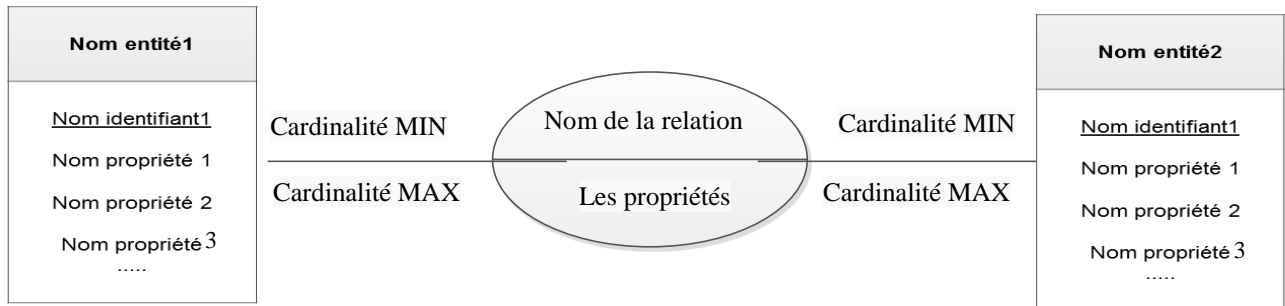 Nom entité1
Nom identifiant1
Nom propriété 1
Nom propriété 2
Nom propriété 3
.....
Cardinalité MIN
Cardinalité MAX
Nom de la relation
Les propriétés
Cardinalité MIN
Cardinalité MAX
Nom entité2
Nom identifiant1
Nom propriété 1
Nom propriété 2
Nom propriété 3
.....